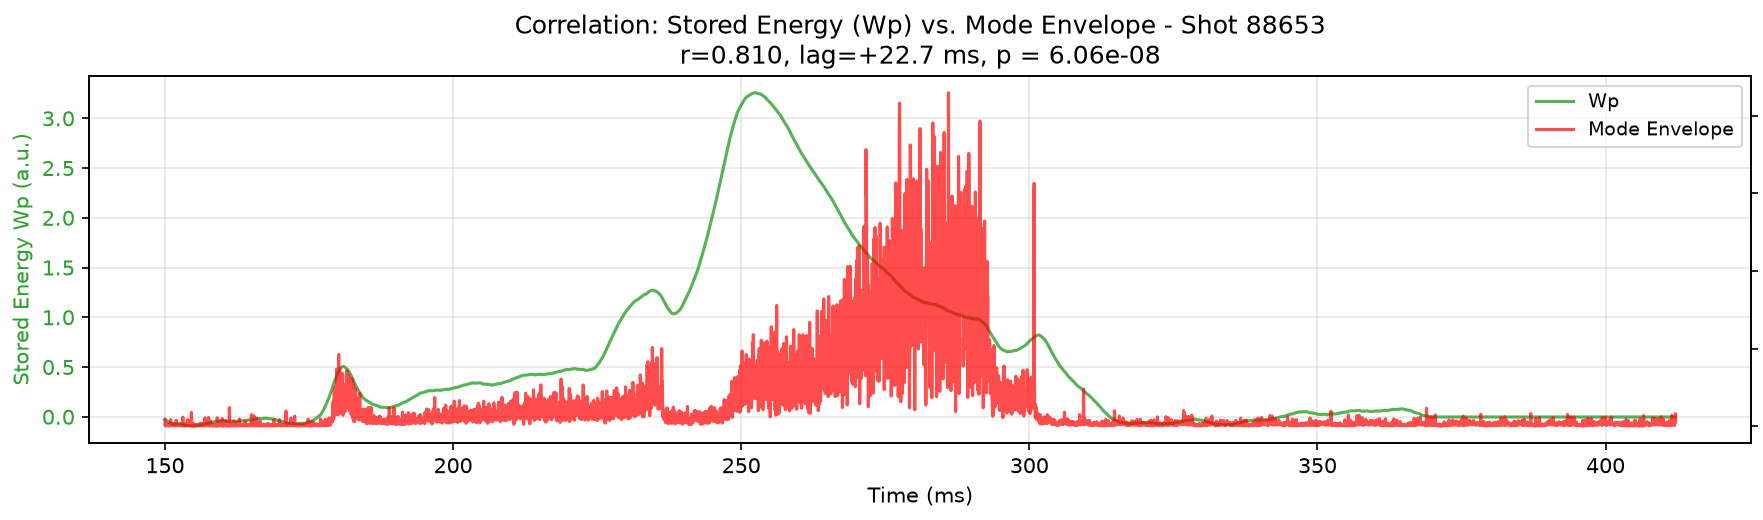 Correlation: Stored Energy (Wp) vs. Mode Envelope - Shot 88653
r=0.810, lag=+22.7 ms, p = 6.06e-08
Stored Energy Wp (a.u.)
3.0
2.5
2.0
1.5
1.0
0.5
0.0
Wp
Mode Envelope
150 200 250 300 350 400
Time (ms)